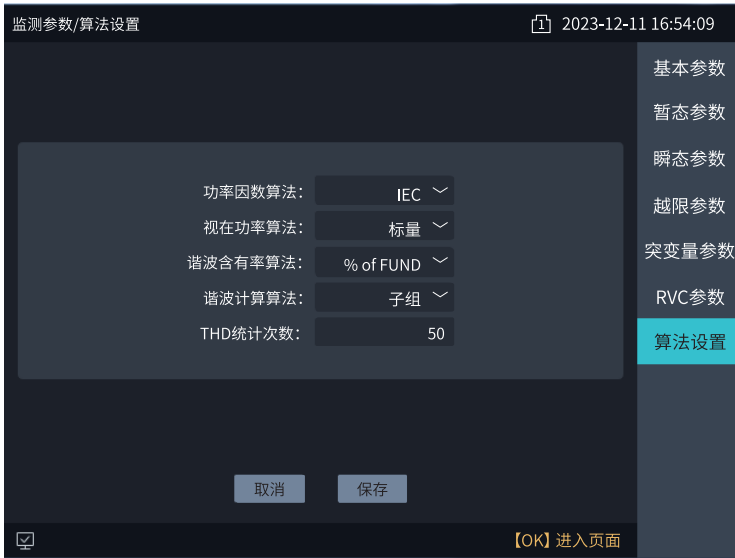 监测参数/算法设置
1 2023-12-11 16:54:09
基本参数
暂态参数
瞬态参数
越限参数
突变量参数
RVC参数
算法设置
功率因数算法： IEC
视在功率算法： 标量
谐波含有率算法： % of FUND
谐波计算算法： 子组
THD统计次数： 50
取消 保存
【OK】进入页面